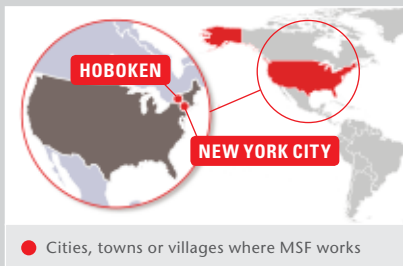 HOBOKEN
NEW YORK CITY
Cities, towns or villages where MSF works